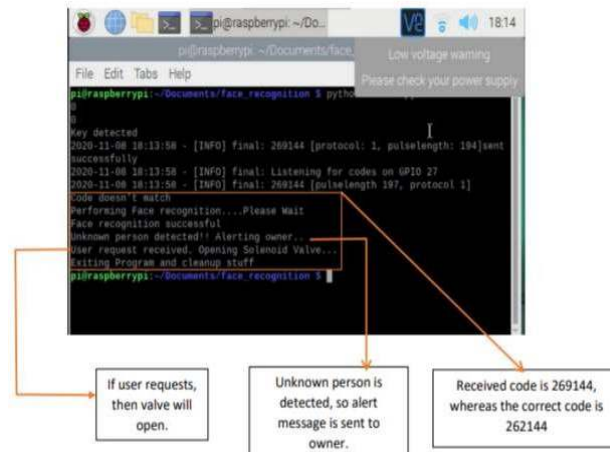 pi@raspberrypi: ~/Do...
18:14
pi@raspberrypi: ~/Documents/face_
Low voltage warning
Please check your power supply
File Edit Tabs Help
pi@raspberrypi:~/Documents/face_recognition $ python
0
0
Key detected
2020-11-08 18:13:58 - [INFO] final: 269144 [protocol: 1, pulselength: 194]sent
successfully
2020-11-08 18:13:58 - [INFO] final: Listening for codes on GPIO 27
2020-11-08 18:13:58 - [INFO] final: 269144 [pulselength 197, protocol 1]
Code doesn't match
Performing Face recognition....Please Wait
Face recognition successful
Unknown person detected!! Alerting owner..
User request received. Opening Solenoid Valve...
Exiting Program and cleanup stuff
pi@raspberrypi:~/Documents/face_recognition $
If user requests,
then valve will
open.
Unknown person is
detected, so alert
message is sent to
owner.
Received code is 269144,
whereas the correct code is
262144